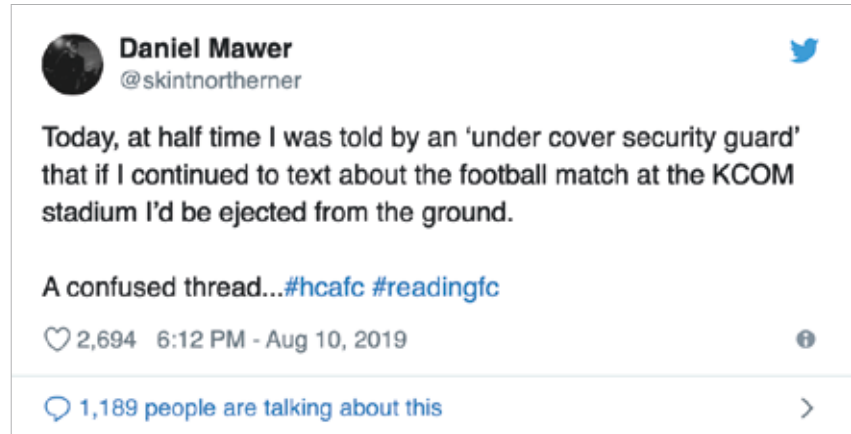 Daniel Mawer
@skintnortherner
Today, at half time I was told by an ‘under cover security guard’
that if I continued to text about the football match at the KCOM
stadium I’d be ejected from the ground.
A confused thread...#hcafc #readingfc
2,694 6:12 PM - Aug 10, 2019
1,189 people are talking about this